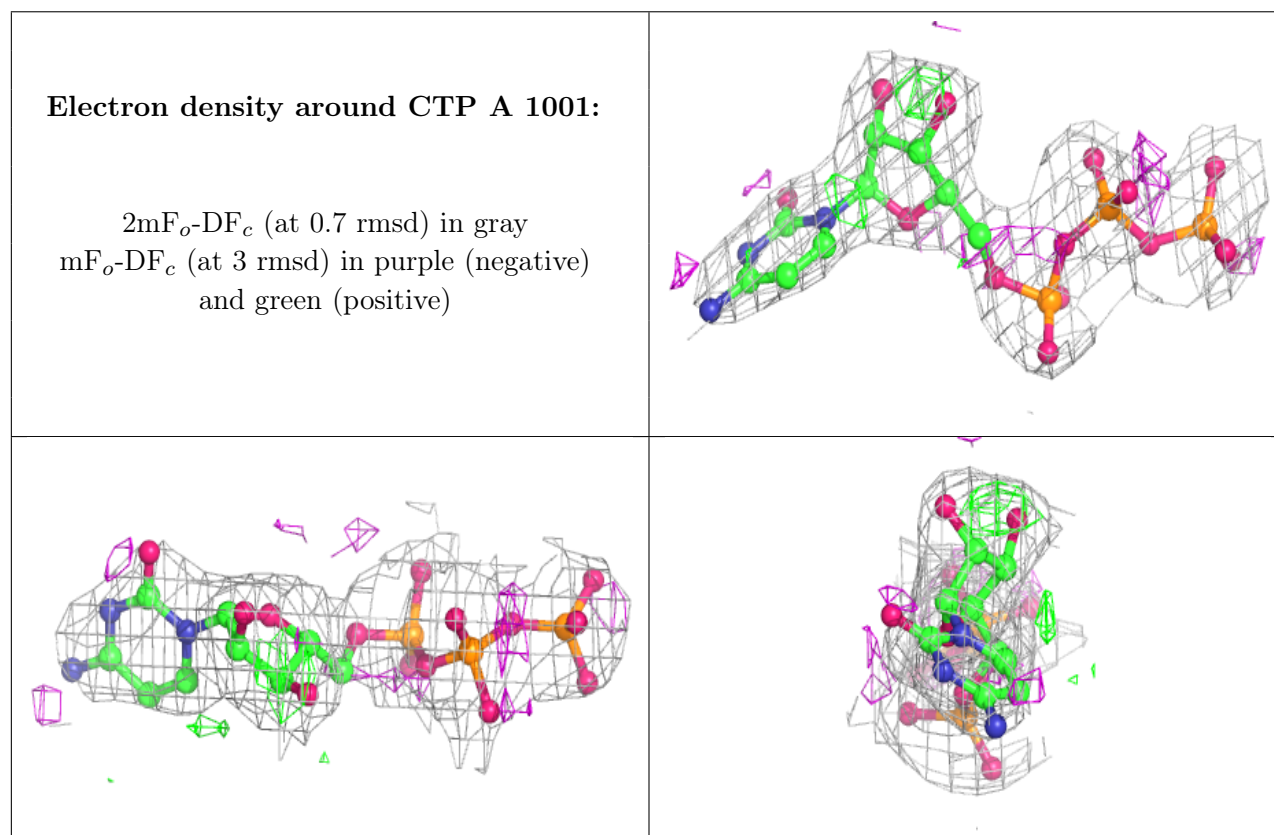 Electron density around CTP A 1001:
2mFo-DFc (at 0.7 rmsd) in gray
mFo-DFc (at 3 rmsd) in purple (negative)
and green (positive)